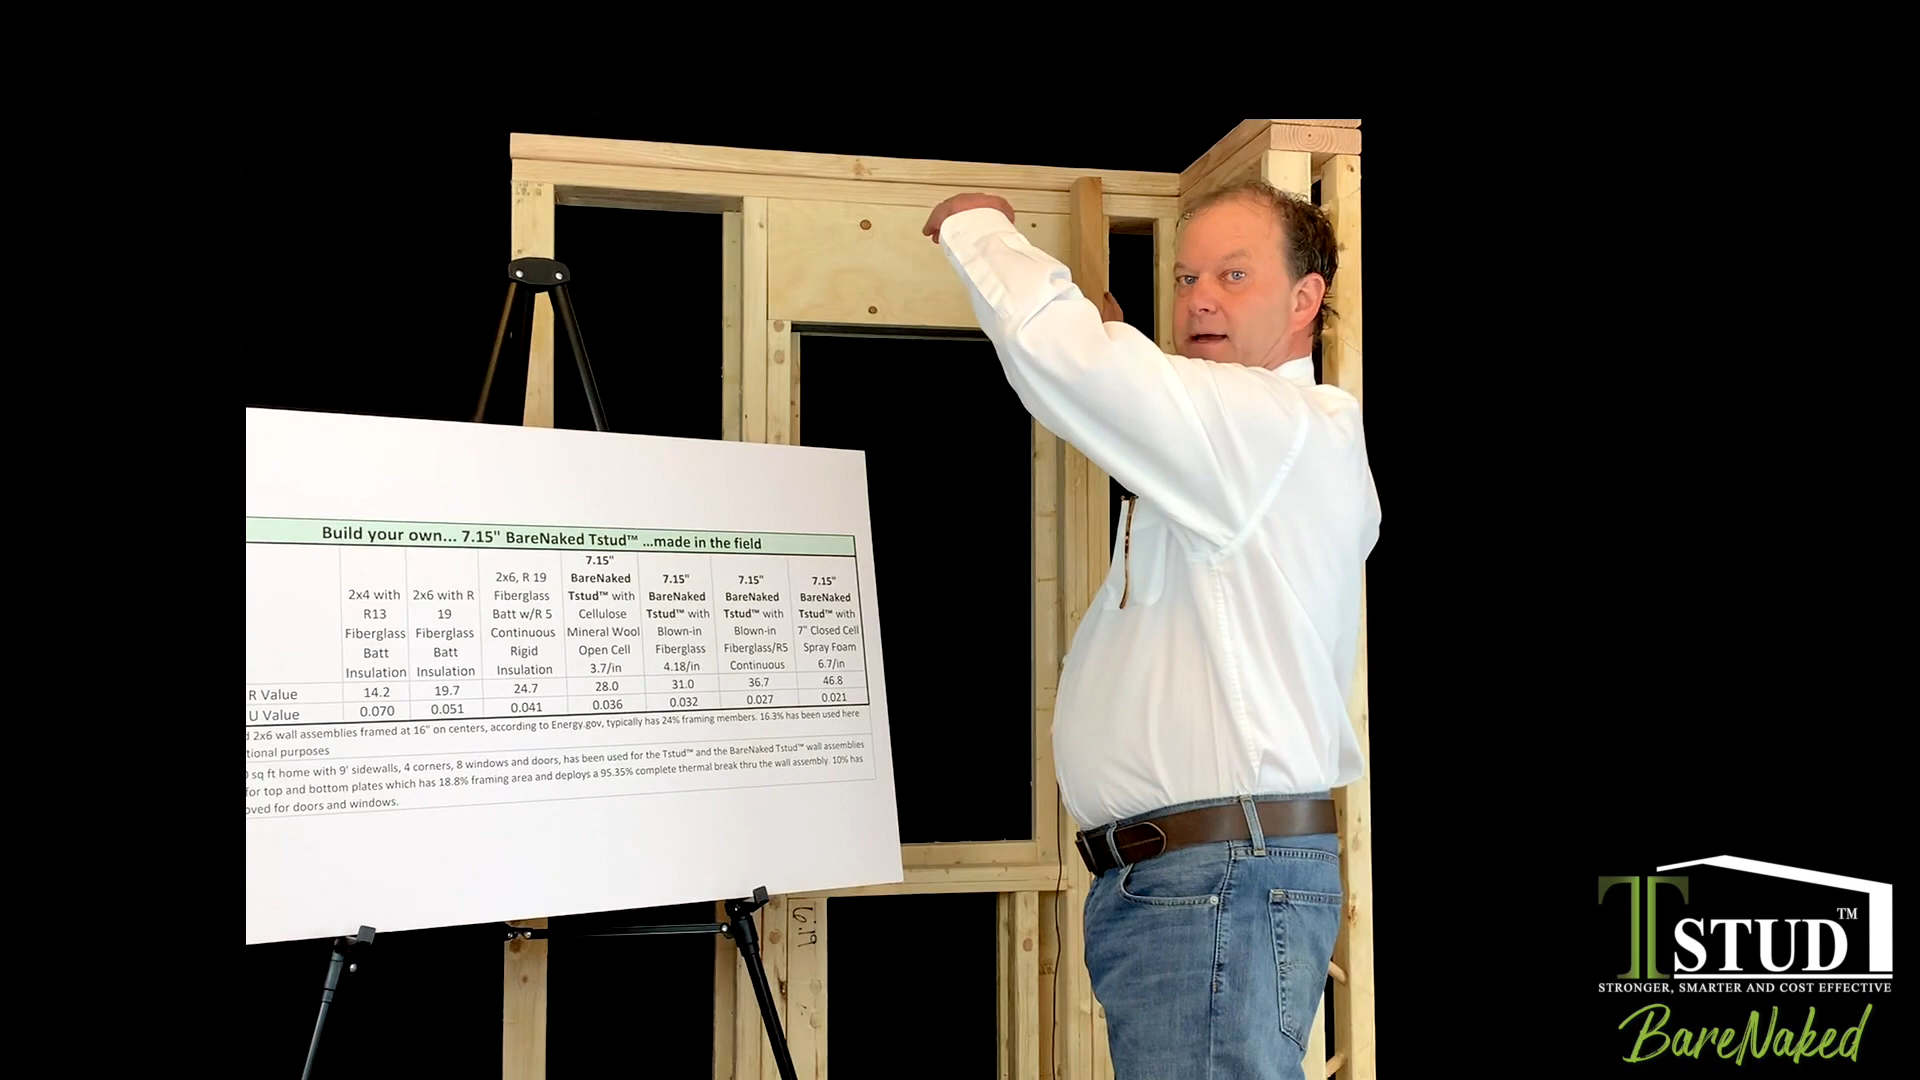 Build your own... 7.15" BareNaked Tstud™ ...made in the field
2x4 with R13 Fiberglass Batt Insulation
2x6 with R 19 Fiberglass Batt Insulation
2x6, R 19 Fiberglass Batt w/R 5 Continuous Rigid Insulation
7.15" BareNaked Tstud™ with Cellulose Mineral Wool Open Cell 3.7/in
7.15" BareNaked Tstud™ with Blown-in Fiberglass 4.18/in
7.15" BareNaked Tstud™ with Blown-in Fiberglass/R5 Continuous
7.15" BareNaked Tstud™ with 7" Closed Cell Spray Foam 6.7/in
R Value 14.2 19.7 24.7 28.0 31.0 36.7 46.8
U Value 0.070 0.051 0.041 0.036 0.032 0.027 0.021
2x6 wall assemblies framed at 16" on centers, according to Energy.gov, typically has 24% framing members. 16.3% has been used here
purposes
sq ft home with 9' sidewalls, 4 corners, 8 windows and doors, has been used for the Tstud™ and the BareNaked Tstud™ wall assemblies
for top and bottom plates which has 18.8% framing area and deploys a 95.35% complete thermal break thru the wall assembly. 10% has
for doors and windows.
6.19
TSTUD™
STRONGER, SMARTER AND COST EFFECTIVE
BareNaked